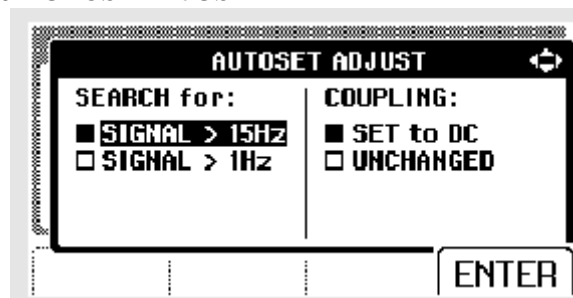 AUTOSET ADJUST
SEARCH for:
SIGNAL > 15Hz
SIGNAL > 1Hz
COUPLING:
SET to DC
UNCHANGED
ENTER